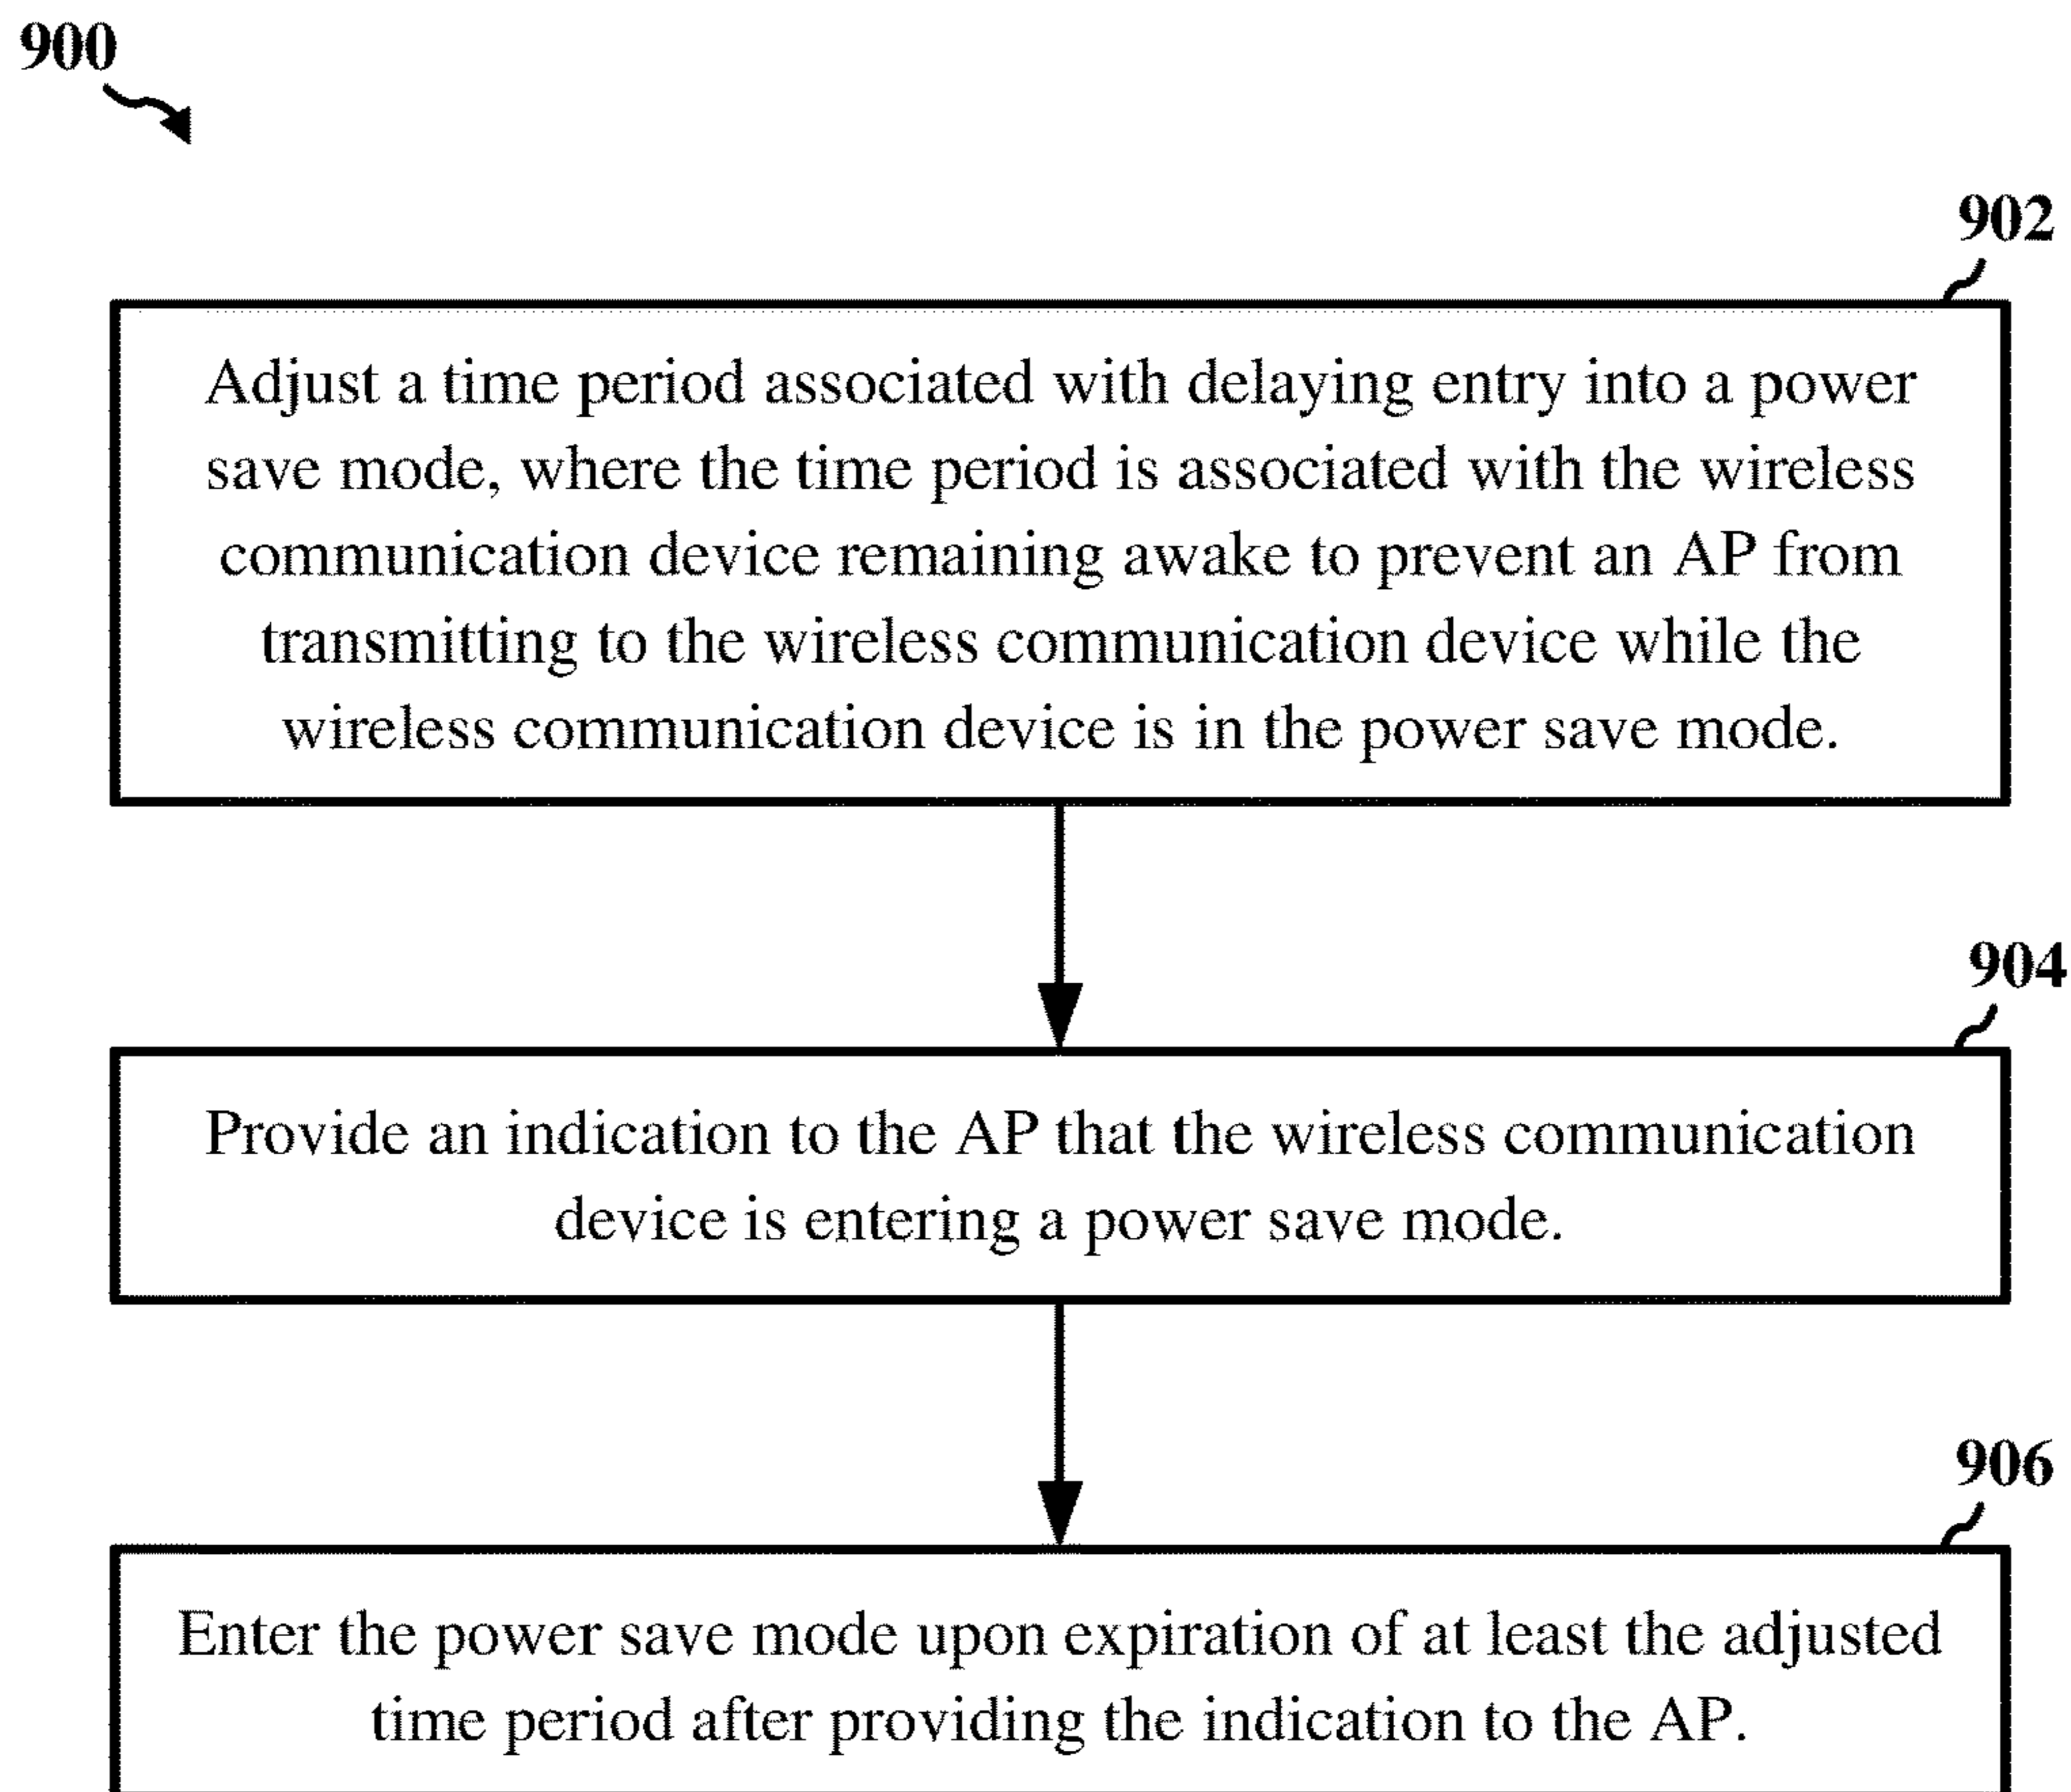 900
902
Adjust a time period associated with delaying entry into a power
save mode, where the time period is associated with the wireless
communication device remaining awake to prevent an AP from
transmitting to the wireless communication device while the
wireless communication device is in the power save mode.
904
Provide an indication to the AP that the wireless communication
device is entering a power save mode.
906
Enter the power save mode upon expiration of at least the adjusted
time period after providing the indication to the AP.